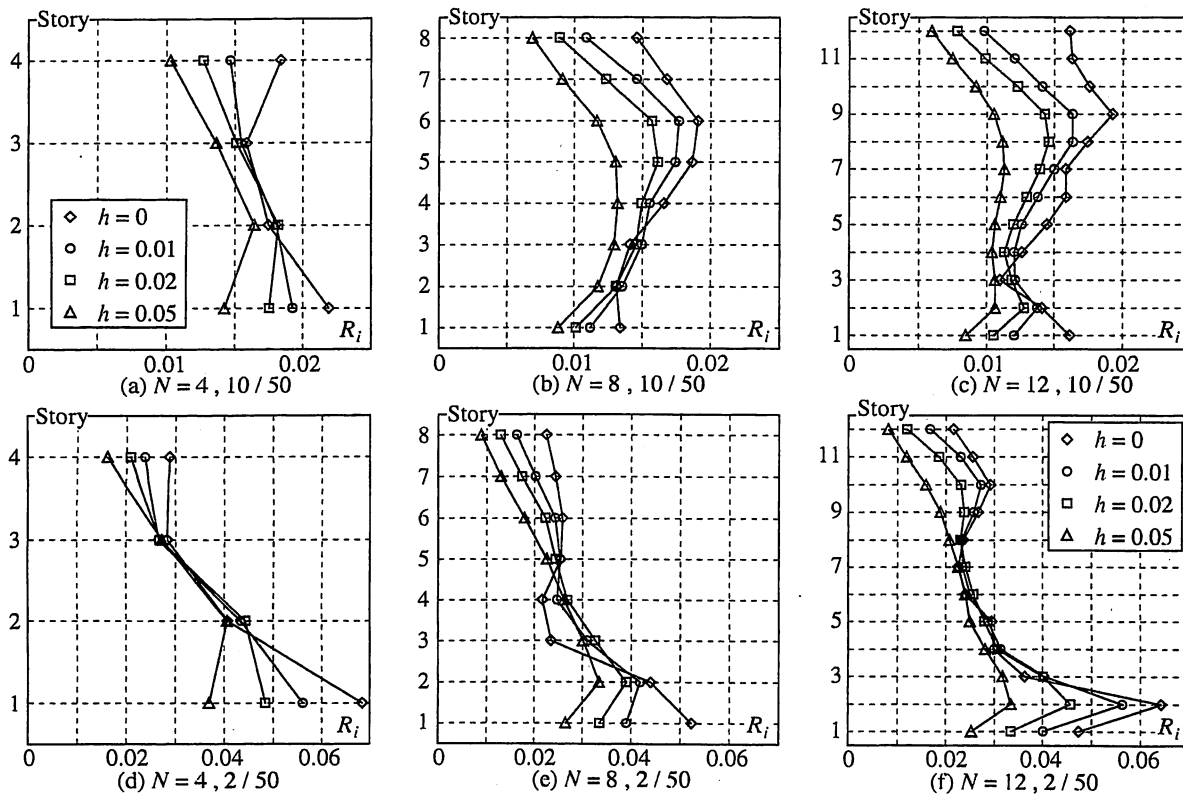 Story
4
3
2
1
h = 0
h = 0.01
h = 0.02
h = 0.05
R_i
0 0.01 0.02
(a) N = 4 , 10 / 50
Story
8
7
6
5
4
3
2
1
R_i
0 0.01 0.02
(b) N = 8 , 10 / 50
Story
11
9
7
5
3
1
R_i
0 0.01 0.02
(c) N = 12 , 10 / 50
Story
4
3
2
1
R_i
0 0.02 0.04 0.06
(d) N = 4 , 2 / 50
Story
8
7
6
5
4
3
2
1
R_i
0 0.02 0.04 0.06
(e) N = 8 , 2 / 50
Story
11
9
7
5
3
1
h = 0
h = 0.01
h = 0.02
h = 0.05
R_i
0 0.02 0.04 0.06
(f) N = 12 , 2 / 50